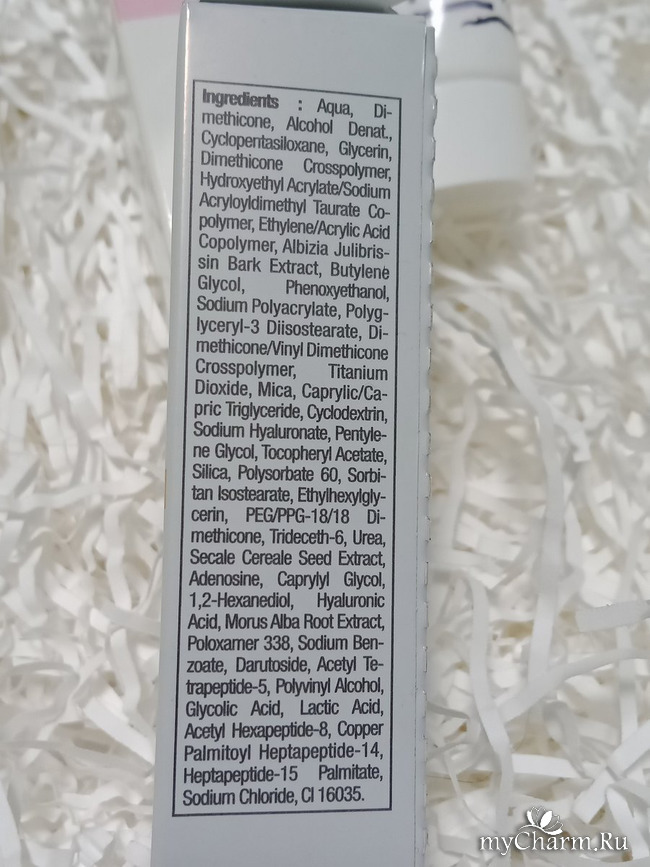 Ingredients : Aqua, Di-
methicone, Alcohol Denat.,
Cyclopentasiloxane, Glycerin,
Dimethicone Crosspolymer,
Hydroxyethyl Acrylate/Sodium
Acryloyldimethyl Taurate Co-
polymer, Ethylene/Acrylic Acid
Copolymer, Albizia Julibris-
sin Bark Extract, Butylene
Glycol, Phenoxyethanol,
Sodium Polyacrylate, Polyg-
lyceryl-3 Diisostearate, Di-
methicone/Vinyl Dimethicone
Crosspolymer, Titanium
Dioxide, Mica, Caprylic/Ca-
pric Triglyceride, Cyclodextrin,
Sodium Hyaluronate, Pentyle-
ne Glycol, Tocopheryl Acetate,
Silica, Polysorbate 60, Sorbi-
tan Isostearate, Ethylhexylgly-
cerin, PEG/PPG-18/18 Di-
methicone, Trideceth-6, Urea,
Secale Cereale Seed Extract,
Adenosine, Caprylyl Glycol,
1,2-Hexanediol, Hyaluronic
Acid, Morus Alba Root Extract,
Poloxamer 338, Sodium Ben-
zoate, Darutoside, Acetyl Te-
trapeptide-5, Polyvinyl Alcohol,
Glycolic Acid, Lactic Acid,
Acetyl Hexapeptide-8, Copper
Palmitoyl Heptapeptide-14,
Heptapeptide-15 Palmitate,
Sodium Chloride, CI 16035.
myCharm.Ru